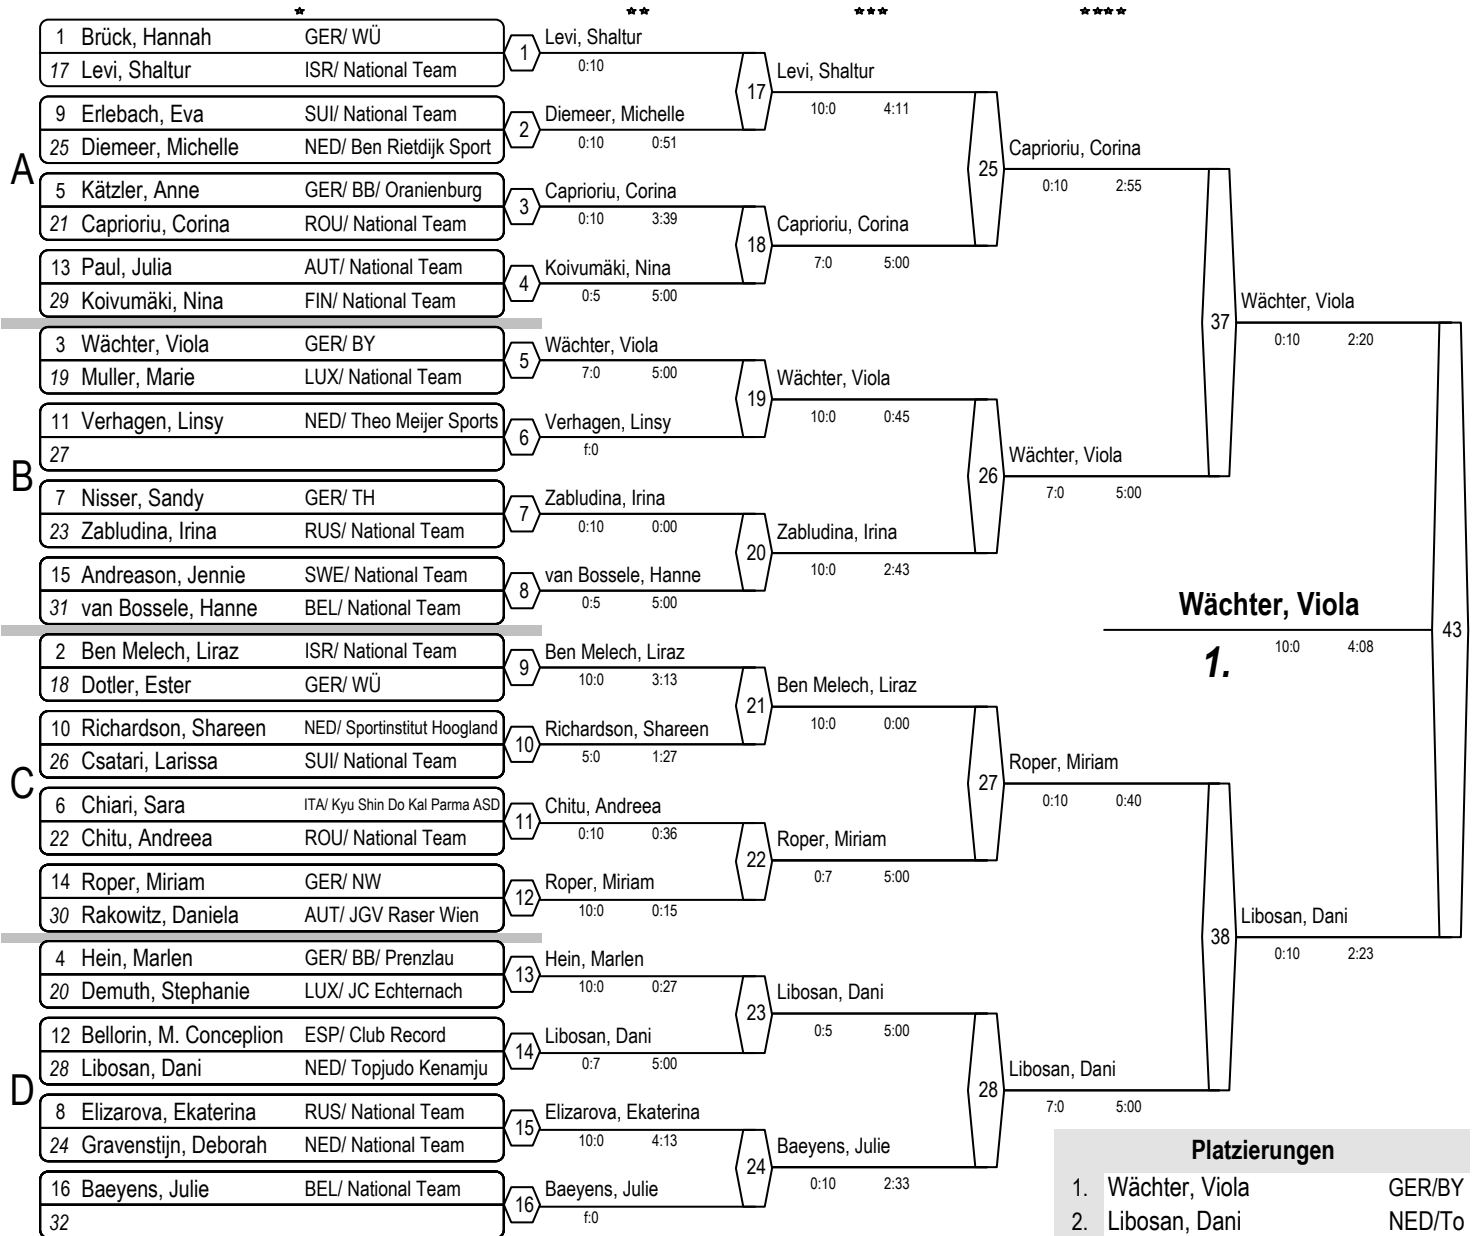 * ** *** ****
A
1 Brück, Hannah GER/ WÜ
17 Levi, Shaltur ISR/ National Team
9 Erlebach, Eva SUI/ National Team
25 Diemeer, Michelle NED/ Ben Rietdijk Sport
5 Kätzler, Anne GER/ BB/ Oranienburg
21 Caprioriu, Corina ROU/ National Team
13 Paul, Julia AUT/ National Team
29 Koivumäki, Nina FIN/ National Team
B
3 Wächter, Viola GER/ BY
19 Muller, Marie LUX/ National Team
11 Verhagen, Linsy NED/ Theo Meijer Sports
27
7 Nisser, Sandy GER/ TH
23 Zabludina, Irina RUS/ National Team
15 Andreason, Jennie SWE/ National Team
31 van Bossele, Hanne BEL/ National Team
C
2 Ben Melech, Liraz ISR/ National Team
18 Dotler, Ester GER/ WÜ
10 Richardson, Shareen NED/ Sportinstitut Hoogland
26 Csatari, Larissa SUI/ National Team
6 Chiari, Sara ITA/ Kyu Shin Do Kal Parma ASD
22 Chitu, Andreea ROU/ National Team
14 Roper, Miriam GER/ NW
30 Rakowitz, Daniela AUT/ JGV Raser Wien
D
4 Hein, Marlen GER/ BB/ Prenzlau
20 Demuth, Stephanie LUX/ JC Echternach
12 Bellorin, M. Conceplion ESP/ Club Record
28 Libosan, Dani NED/ Topjudo Kenamju
8 Elizarova, Ekaterina RUS/ National Team
24 Gravenstijn, Deborah NED/ National Team
16 Baeyens, Julie BEL/ National Team
32
1 Levi, Shaltur
0:10
2 Diemeer, Michelle
0:10 0:51
3 Caprioriu, Corina
0:10 3:39
4 Koivumäki, Nina
0:5 5:00
5 Wächter, Viola
7:0 5:00
6 Verhagen, Linsy
f:0
7 Zabludina, Irina
0:10 0:00
8 van Bossele, Hanne
0:5 5:00
9 Ben Melech, Liraz
10:0 3:13
10 Richardson, Shareen
5:0 1:27
11 Chitu, Andreea
0:10 0:36
12 Roper, Miriam
10:0 0:15
13 Hein, Marlen
10:0 0:27
14 Libosan, Dani
0:7 5:00
15 Elizarova, Ekaterina
10:0 4:13
16 Baeyens, Julie
f:0
17 Levi, Shaltur
10:0 4:11
18 Caprioriu, Corina
7:0 5:00
19 Wächter, Viola
10:0 0:45
20 Zabludina, Irina
10:0 2:43
21 Ben Melech, Liraz
10:0 0:00
22 Roper, Miriam
0:7 5:00
23 Libosan, Dani
0:5 5:00
24 Baeyens, Julie
0:10 2:33
25 Caprioriu, Corina
0:10 2:55
26 Wächter, Viola
7:0 5:00
27 Roper, Miriam
0:10 0:40
28 Libosan, Dani
7:0 5:00
37 Wächter, Viola
0:10 2:20
38 Libosan, Dani
0:10 2:23
Wächter, Viola 43
1. 10:0 4:08
Platzierungen
1. Wächter, Viola GER/BY
2. Libosan, Dani NED/To